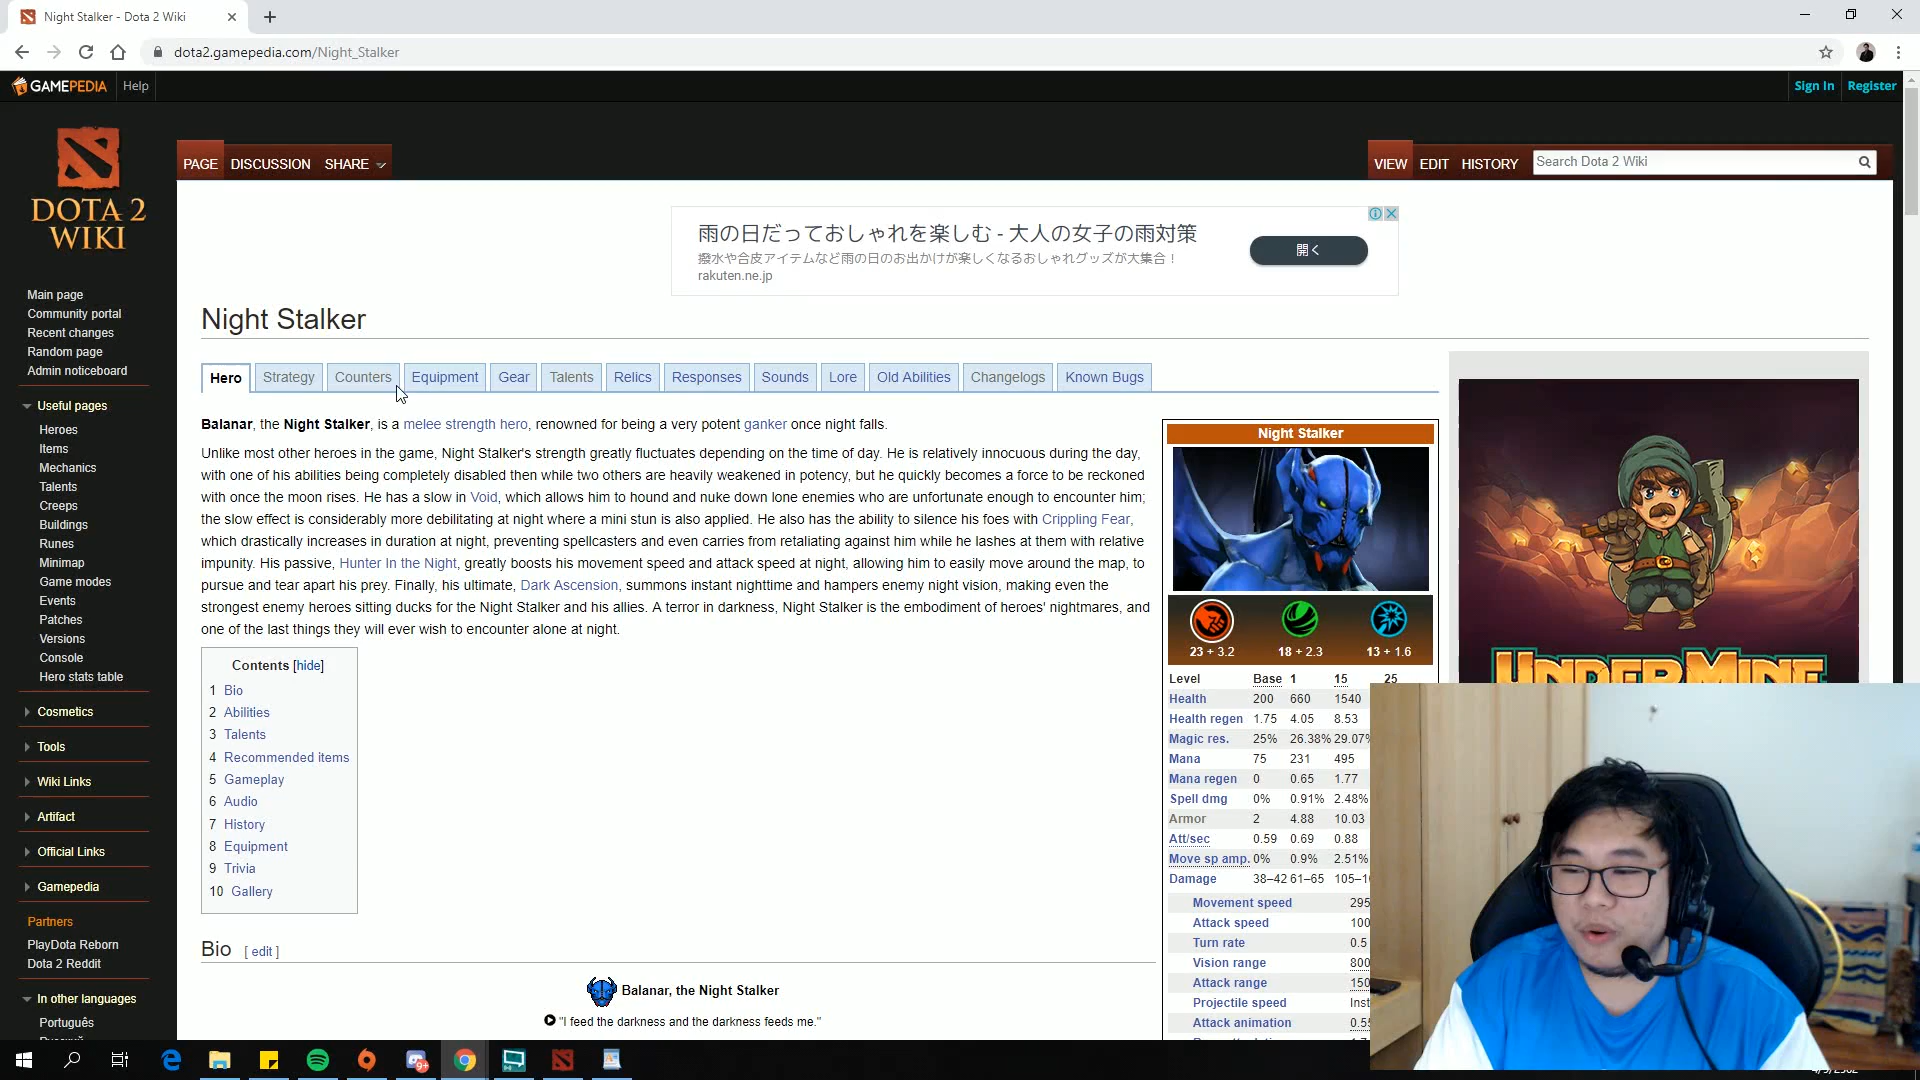 Night Stalker - Dota 2 Wiki
dota2.gamepedia.com/Night_Stalker
GAMEPEDIA Help Sign In Register
DOTA 2
WIKI
PAGE DISCUSSION SHARE VIEW EDIT HISTORY Search Dota 2 Wiki
雨の日だっておしゃれを楽しむ - 大人の女子の雨対策
撥水や合皮アイテムなど雨の日のお出かけが楽しくなるおしゃれグッズが大集合！
rakuten.ne.jp
開く
Main page
Community portal
Recent changes
Random page
Admin noticeboard
Useful pages
Heroes
Items
Mechanics
Talents
Creeps
Buildings
Runes
Minimap
Game modes
Events
Patches
Versions
Console
Hero stats table
Cosmetics
Tools
Wiki Links
Artifact
Official Links
Gamepedia
Partners
PlayDota Reborn
Dota 2 Reddit
In other languages
Português
Night Stalker
Hero Strategy Counters Equipment Gear Talents Relics Responses Sounds Lore Old Abilities Changelogs Known Bugs
Balanar, the Night Stalker, is a melee strength hero, renowned for being a very potent ganker once night falls.
Unlike most other heroes in the game, Night Stalker's strength greatly fluctuates depending on the time of day. He is relatively innocuous during the day,
with one of his abilities being completely disabled then while two others are heavily weakened in potency, but he quickly becomes a force to be reckoned
with once the moon rises. He has a slow in Void, which allows him to hound and nuke down lone enemies who are unfortunate enough to encounter him;
the slow effect is considerably more debilitating at night where a mini stun is also applied. He also has the ability to silence his foes with Crippling Fear,
which drastically increases in duration at night, preventing spellcasters and even carries from retaliating against him while he lashes at them with relative
impunity. His passive, Hunter In the Night, greatly boosts his movement speed and attack speed at night, allowing him to easily move around the map, to
pursue and tear apart his prey. Finally, his ultimate, Dark Ascension, summons instant nighttime and hampers enemy night vision, making even the
strongest enemy heroes sitting ducks for the Night Stalker and his allies. A terror in darkness, Night Stalker is the embodiment of heroes' nightmares, and
one of the last things they will ever wish to encounter alone at night.
Contents [hide]
1 Bio
2 Abilities
3 Talents
4 Recommended items
5 Gameplay
6 Audio
7 History
8 Equipment
9 Trivia
10 Gallery
Bio [ edit ]
Balanar, the Night Stalker
"I feed the darkness and the darkness feeds me."
Night Stalker
23 + 3.2 18 + 2.3 13 + 1.6
Level Base 1 15 25
Health 200 660 1540
Health regen 1.75 4.05 8.53
Magic res. 25% 26.38% 29.07%
Mana 75 231 495
Mana regen 0 0.65 1.77
Spell dmg 0% 0.91% 2.48%
Armor 2 4.88 10.03
Att/sec 0.59 0.69 0.88
Move sp amp. 0% 0.9% 2.51%
Damage 38–42 61–65 105–1
Movement speed 295
Attack speed 100
Turn rate 0.5
Vision range 800
Attack range 150
Projectile speed Inst
Attack animation 0.55
UNDERMINE
9+